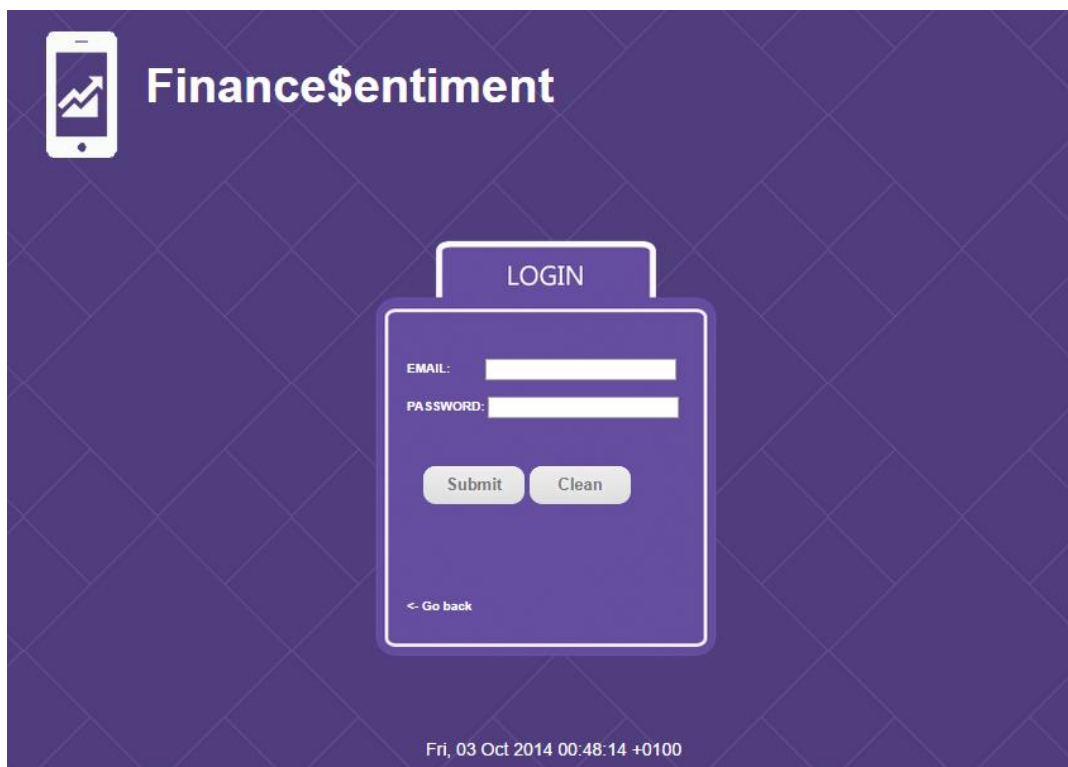 Finance$entiment
LOGIN
EMAIL:
PASSWORD:
Submit Clean
<- Go back
Fri, 03 Oct 2014 00:48:14 +0100